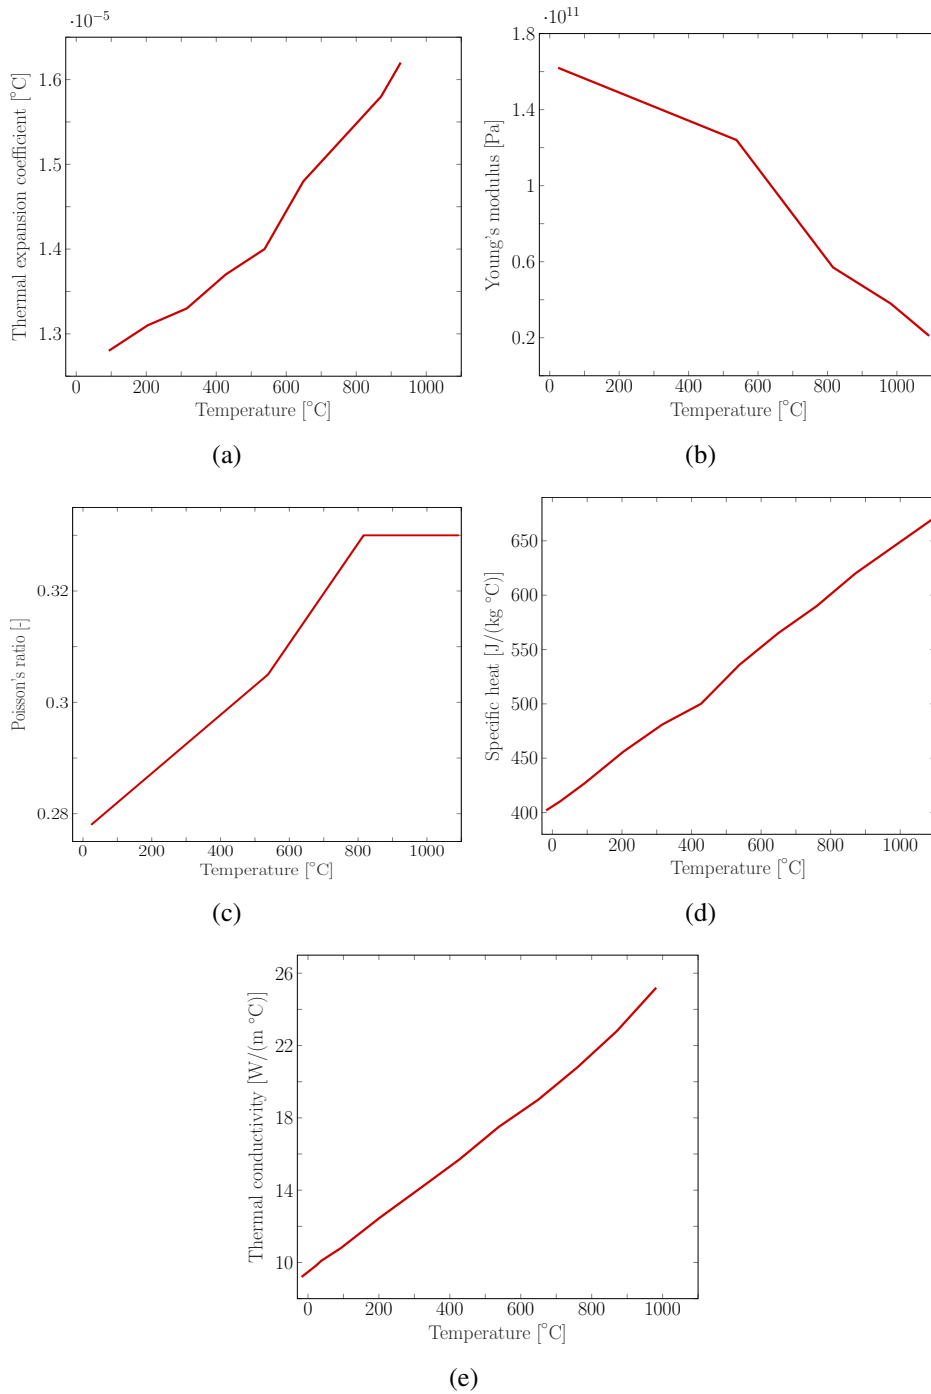 ·10⁻⁵
1.6
1.5
1.4
1.3
Thermal expansion coefficient [°C]
0 200 400 600 800 1000
Temperature [°C]
(a)
·10¹¹
1.8
1.4
1
0.6
0.2
Young's modulus [Pa]
0 200 400 600 800 1000
Temperature [°C]
(b)
0.32
0.3
0.28
Poisson's ratio [-]
0 200 400 600 800 1000
Temperature [°C]
(c)
650
600
550
500
450
400
Specific heat [J/(kg °C)]
0 200 400 600 800 1000
Temperature [°C]
(d)
26
22
18
14
10
Thermal conductivity [W/(m °C)]
0 200 400 600 800 1000
Temperature [°C]
(e)